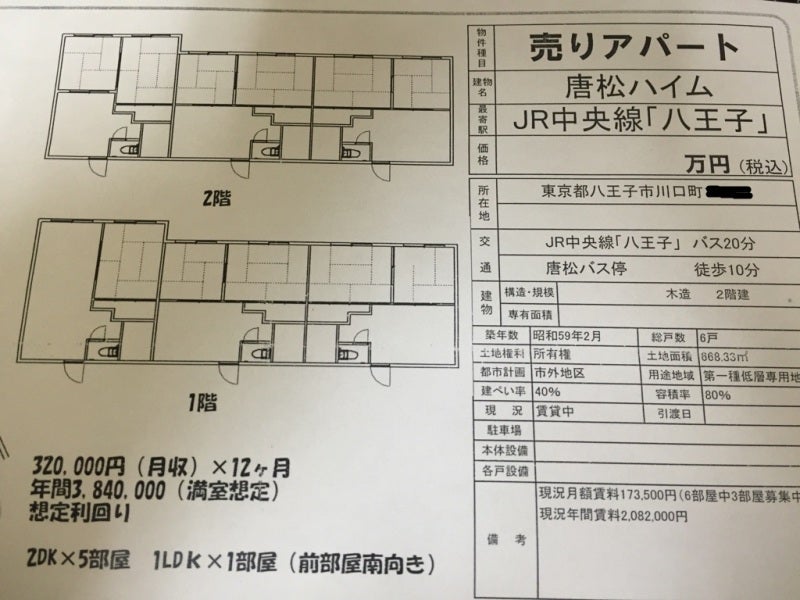 物件種目
売りアパート
建物名
唐松ハイム
最寄駅
JR中央線「八王子」
価格
万円（税込）
所在地
東京都八王子市川口町
交通
JR中央線「八王子」 バス20分
唐松バス停 徒歩10分
建物
構造・規模 木造 2階建
専有面積
築年数 昭和59年2月 総戸数 6戸
土地権利 所有権 土地面積 668.33㎡
都市計画 市外地区 用途地域 第一種低層専用地
建ぺい率 40% 容積率 80%
現況 賃貸中 引渡日
駐車場
本体設備
各戸設備
備考
現況月額賃料173,500円（6部屋中3部屋募集中
現況年間賃料2,082,000円
2階
1階
320,000円（月収）×12ヶ月
年間3,840,000（満室想定）
想定利回り
2DK×5部屋 1LDK×1部屋（前部屋南向き）